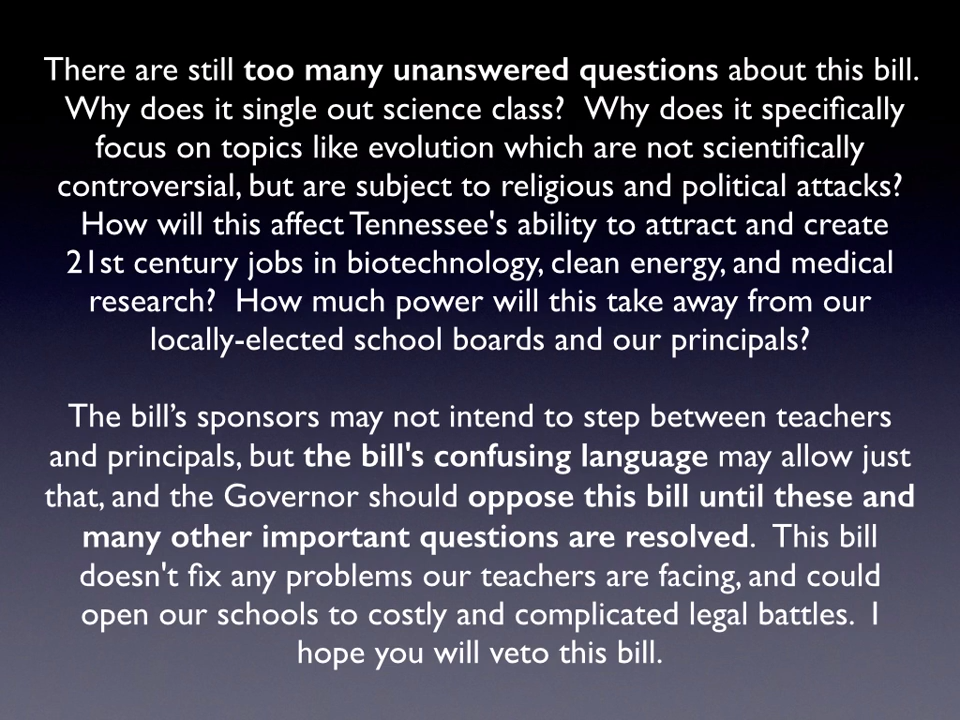 There are still too many unanswered questions about this bill.
Why does it single out science class?  Why does it specifically
focus on topics like evolution which are not scientifically
controversial, but are subject to religious and political attacks?
How will this affect Tennessee's ability to attract and create
21st century jobs in biotechnology, clean energy, and medical
research?  How much power will this take away from our
locally-elected school boards and our principals?
The bill’s sponsors may not intend to step between teachers
and principals, but the bill's confusing language may allow just
that, and the Governor should oppose this bill until these and
many other important questions are resolved.  This bill
doesn't fix any problems our teachers are facing, and could
open our schools to costly and complicated legal battles.  I
hope you will veto this bill.